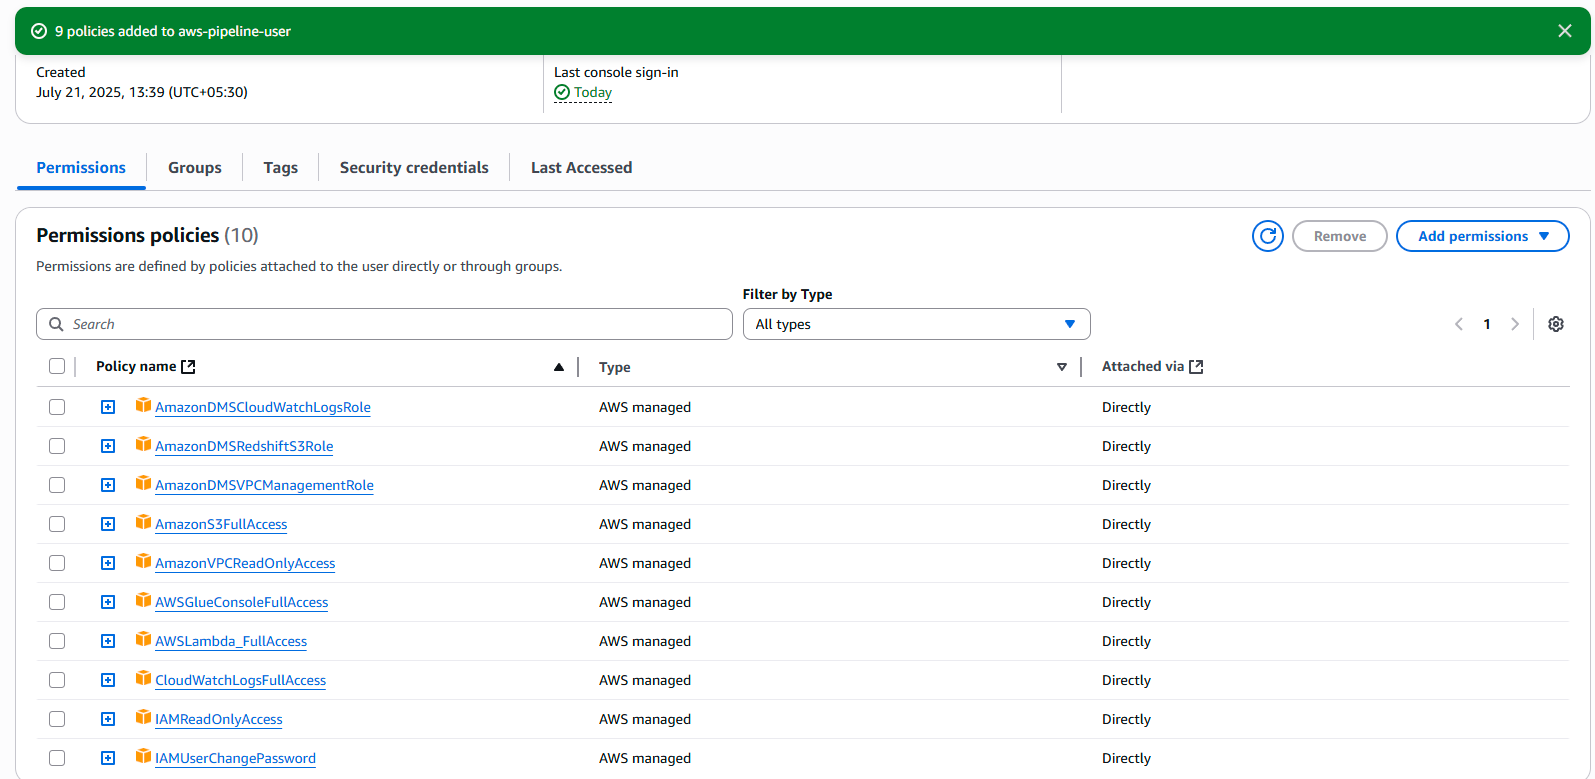 9 policies added to aws-pipeline-user
Created
July 21, 2025, 13:39 (UTC+05:30)
Last console sign-in
Today
Permissions
Groups
Tags
Security credentials
Last Accessed
Permissions policies (10)
Remove
Add permissions
Permissions are defined by policies attached to the user directly or through groups.
Filter by Type
Search
All types
1
Policy name
Type
Attached via
AmazonDMSCloudWatchLogsRole AWS managed Directly
AmazonDMSRedshiftS3Role AWS managed Directly
AmazonDMSVPCManagementRole AWS managed Directly
AmazonS3FullAccess AWS managed Directly
AmazonVPCReadOnlyAccess AWS managed Directly
AWSGlueConsoleFullAccess AWS managed Directly
AWSLambda_FullAccess AWS managed Directly
CloudWatchLogsFullAccess AWS managed Directly
IAMReadOnlyAccess AWS managed Directly
IAMUserChangePassword AWS managed Directly